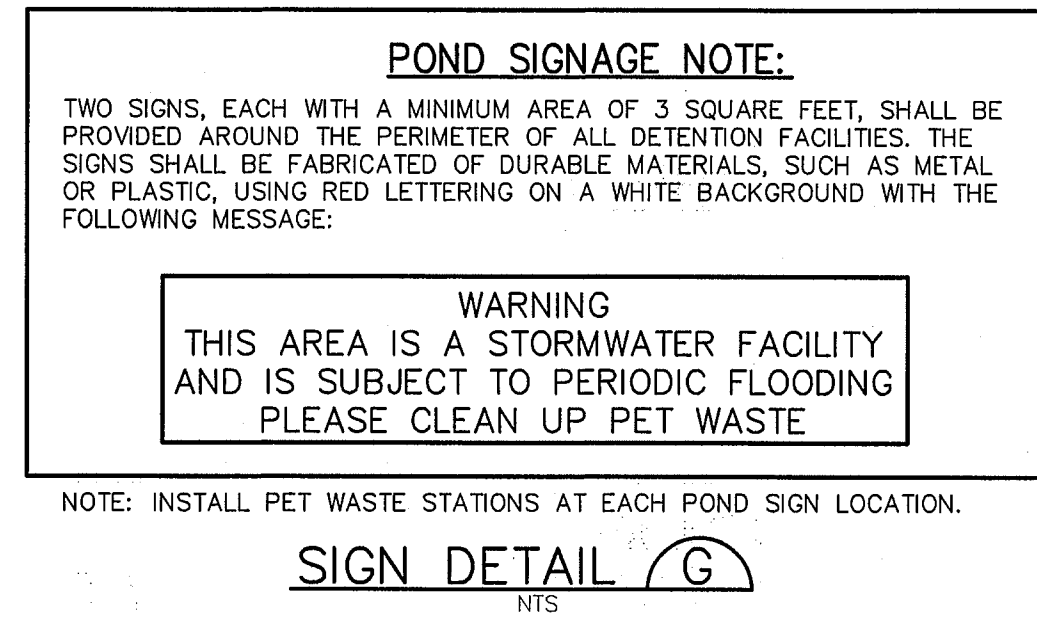 POND SIGNAGE NOTE:
TWO SIGNS, EACH WITH A MINIMUM AREA OF 3 SQUARE FEET, SHALL BE
PROVIDED AROUND THE PERIMETER OF ALL DETENTION FACILITIES. THE
SIGNS SHALL BE FABRICATED OF DURABLE MATERIALS, SUCH AS METAL
OR PLASTIC, USING RED LETTERING ON A WHITE BACKGROUND WITH THE
FOLLOWING MESSAGE:
WARNING
THIS AREA IS A STORMWATER FACILITY
AND IS SUBJECT TO PERIODIC FLOODING
PLEASE CLEAN UP PET WASTE
NOTE: INSTALL PET WASTE STATIONS AT EACH POND SIGN LOCATION.
SIGN DETAIL G
NTS